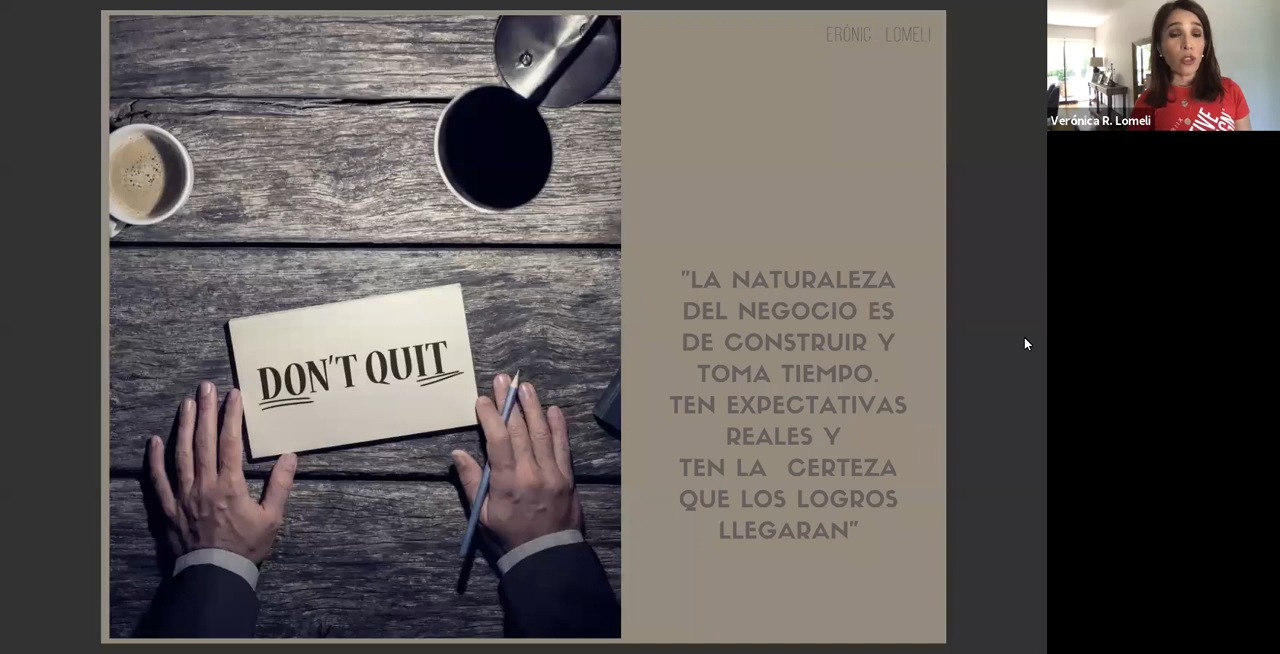 ERÓNIC LOMELI
Verónica R. Lomeli
DON'T QUIT
"LA NATURALEZA
DEL NEGOCIO ES
DE CONSTRUIR Y
TOMA TIEMPO.
TEN EXPECTATIVAS
REALES Y
TEN LA CERTEZA
QUE LOS LOGROS
LLEGARAN"